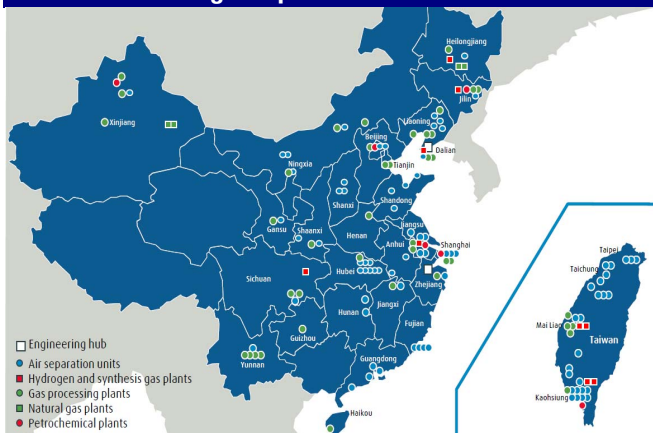 Heilongjiang
Jilin
Liaoning
Xinjiang
Beijing
Dalian
Tianjin
Ningxia
Shanxi
Shandong
Gansu
Shaanxi
Henan
Jiangsu
Anhui
Shanghai
Hubei
Sichuan
Zhejiang
Hunan
Jiangxi
Guizhou
Fujian
Yunnan
Guangdong
Haikou
Taipei
Taichung
Mai Liao
Taiwan
Kaohsiung
Engineering hub
Air separation units
Hydrogen and synthesis gas plants
Gas processing plants
Natural gas plants
Petrochemical plants